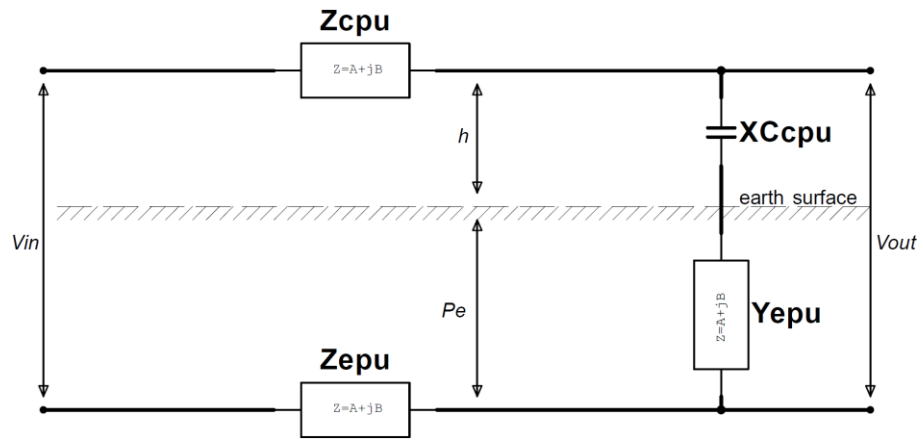 Zcpu
Z=A+jB
h
XCcpu
earth surface
Vin
Vout
Pe
Z=A+jB
Yepu
Zepu
Z=A+jB